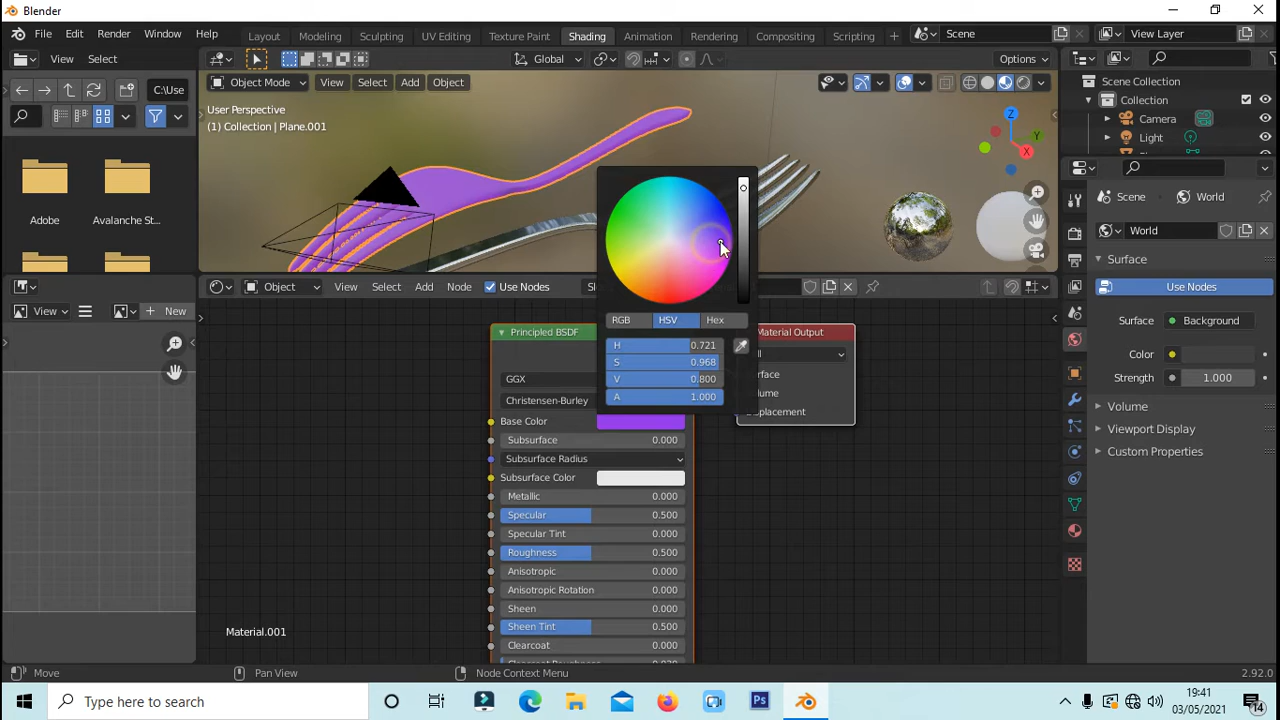 Blender
File Edit Render Window Help Layout Modeling Sculpting UV Editing Texture Paint Shading Animation Rendering Compositing Scripting Scene View Layer
View Select Global Options
C:\Use Object Mode View Select Add Object Scene Collection
User Perspective Collection
(1) Collection | Plane.001 Camera
Light
Z
Y
X
Scene World
Adobe Avalanche St... World
Surface
Object View Select Add Node Use Nodes Use Nodes
View New
RGB HSV Hex Surface Background
Principled BSDF Material Output
H 0.721
S 0.968 Color
GGX V 0.800 Strength 1.000
Christensen-Burley A 1.000 Volume
Base Color Displacement Viewport Display
Subsurface 0.000
Subsurface Radius Custom Properties
Subsurface Color
Metallic 0.000
Specular 0.500
Specular Tint 0.000
Roughness 0.500
Anisotropic 0.000
Anisotropic Rotation 0.000
Sheen 0.000
Sheen Tint 0.500
Material.001
Clearcoat 0.000
Move Pan View Node Context Menu 2.92.0
Type here to search Ps 19:41
03/05/2021 14